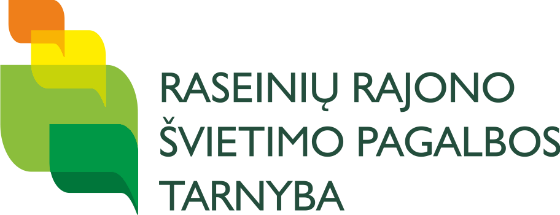 RASEINIŲ RAJONO
ŠVIETIMO PAGALBOS
TARNYBA